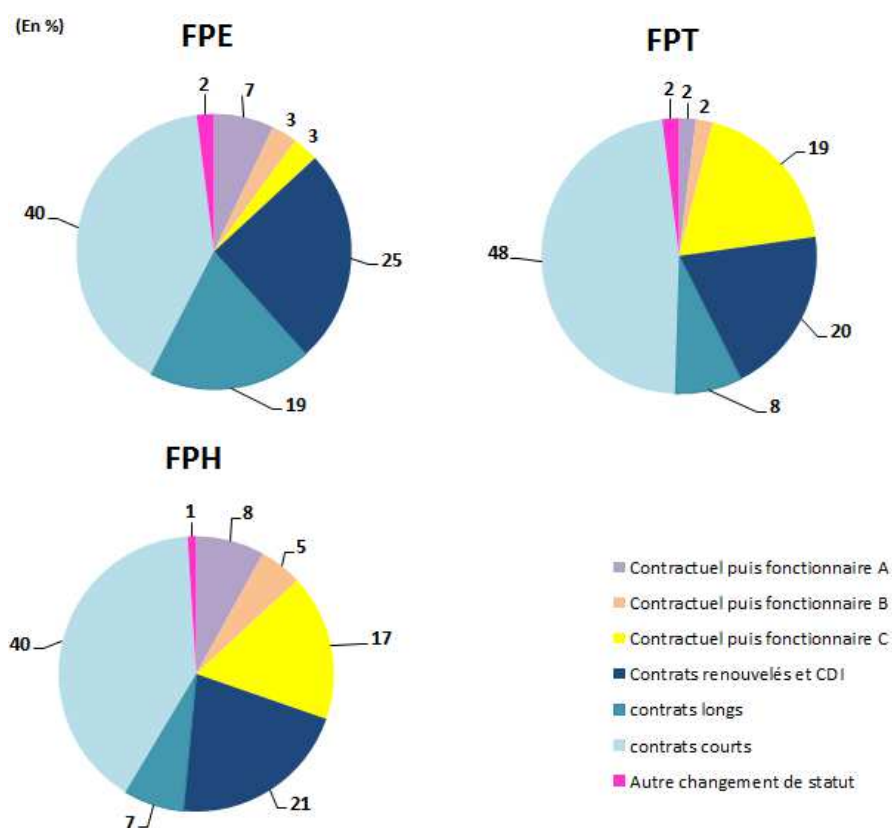 (En %)
FPE
2
7
3
3
40
25
19
FPT
2
2
2
19
48
20
8
FPH
1
8
5
40
17
21
7
Contractuel puis fonctionnaire A
Contractuel puis fonctionnaire B
Contractuel puis fonctionnaire C
Contrats renouvelés et CDI
contrats longs
contrats courts
Autre changement de statut